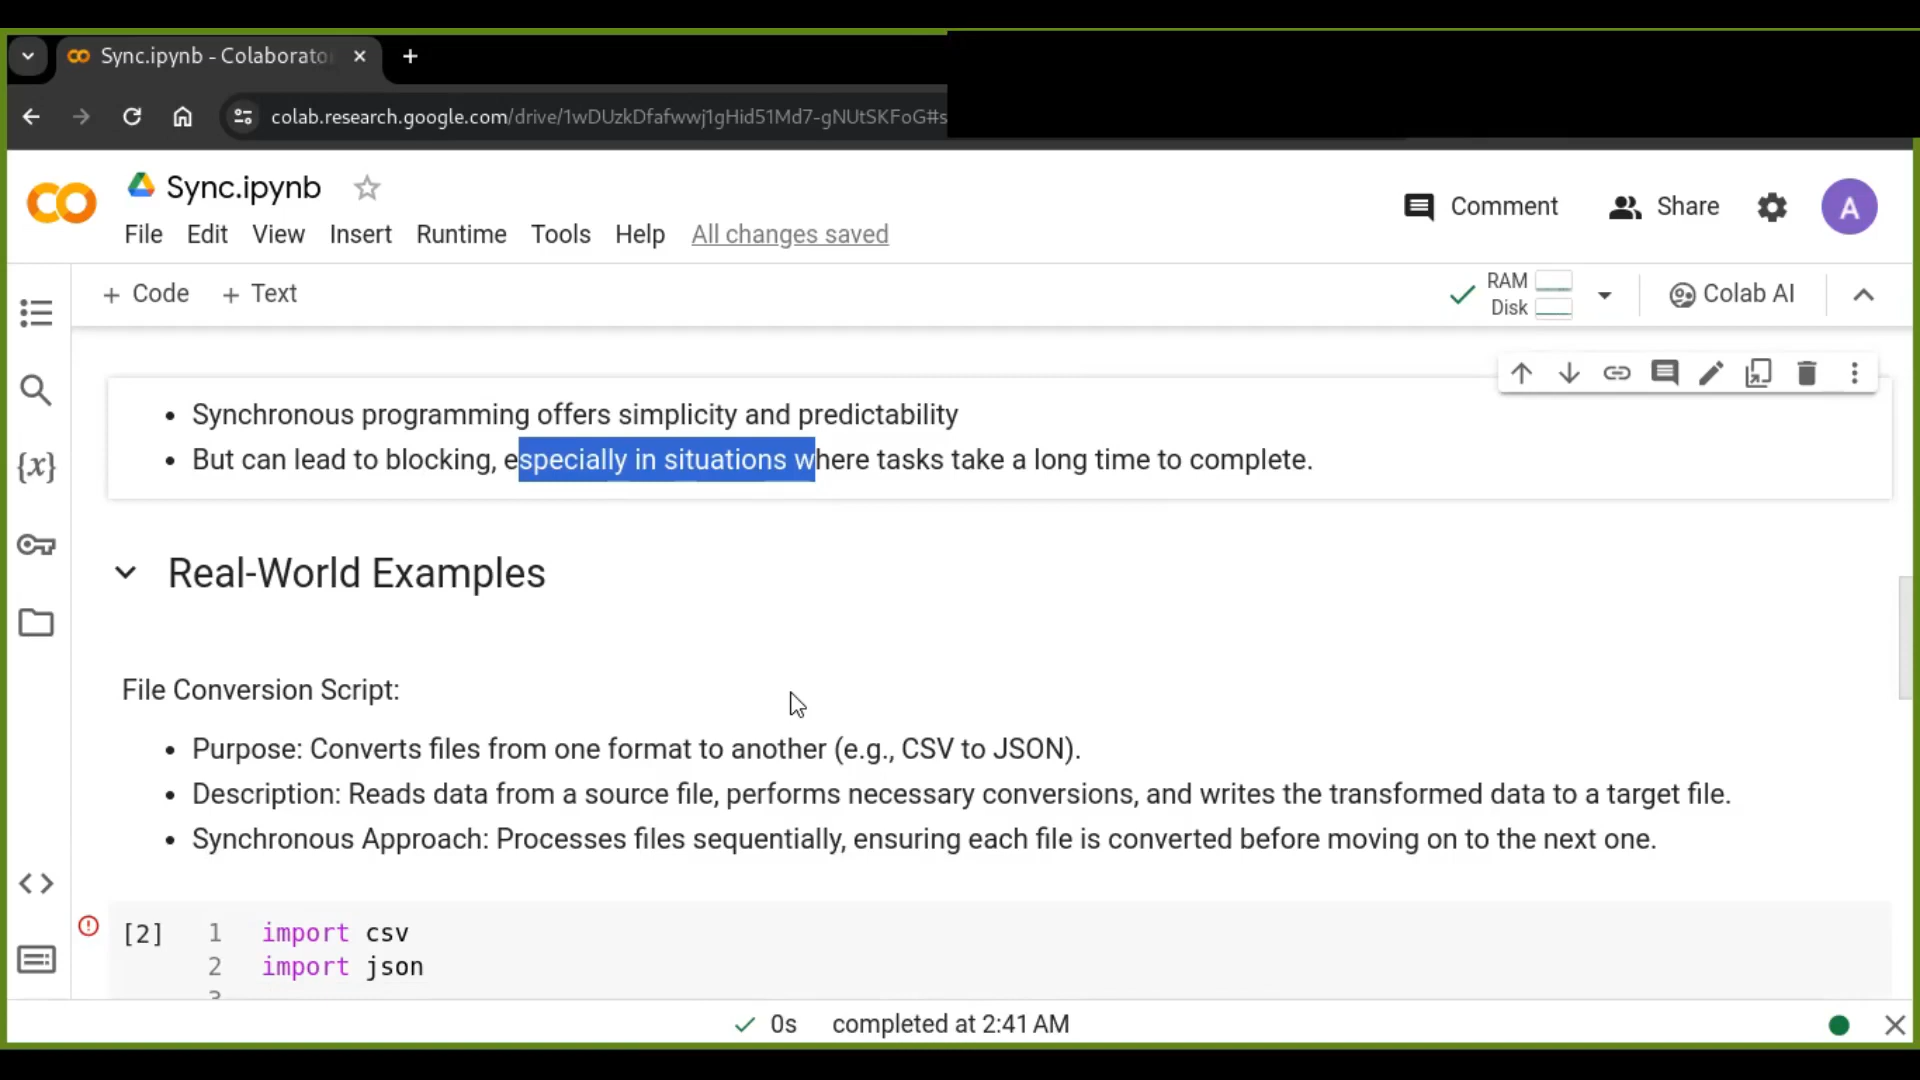 Sync.ipynb - Colaborato
colab.research.google.com/drive/1wDUzkDfafwwj1gHid51Md7-gNUtSKFoG#s
Sync.ipynb
Comment
Share
A
File Edit View Insert Runtime Tools Help All changes saved
+ Code + Text
RAM
Disk
Colab AI
• Synchronous programming offers simplicity and predictability
• But can lead to blocking, especially in situations where tasks take a long time to complete.
{x}
Real-World Examples
File Conversion Script:
• Purpose: Converts files from one format to another (e.g., CSV to JSON).
• Description: Reads data from a source file, performs necessary conversions, and writes the transformed data to a target file.
• Synchronous Approach: Processes files sequentially, ensuring each file is converted before moving on to the next one.
[2] 1 import csv
2 import json
3
0s completed at 2:41 AM